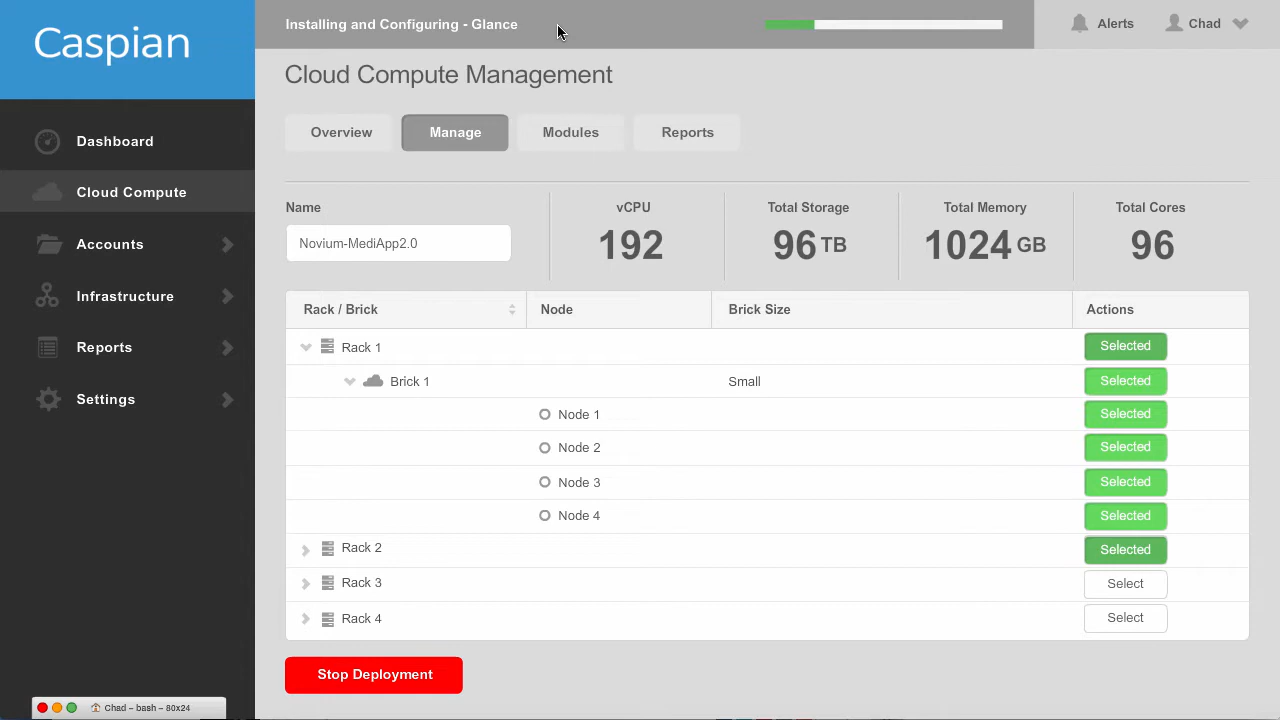 Caspian
Installing and Configuring - Glance
Alerts
Chad
Cloud Compute Management
Overview
Manage
Modules
Reports
Dashboard
Cloud Compute
Accounts
Infrastructure
Reports
Settings
Name
Novium-MediApp2.0
vCPU
192
Total Storage
96 TB
Total Memory
1024 GB
Total Cores
96
Rack / Brick
Node
Brick Size
Actions
Rack 1
Selected
Brick 1
Small
Selected
Node 1
Selected
Node 2
Selected
Node 3
Selected
Node 4
Selected
Rack 2
Selected
Rack 3
Select
Rack 4
Select
Stop Deployment
Chad – bash – 80x24